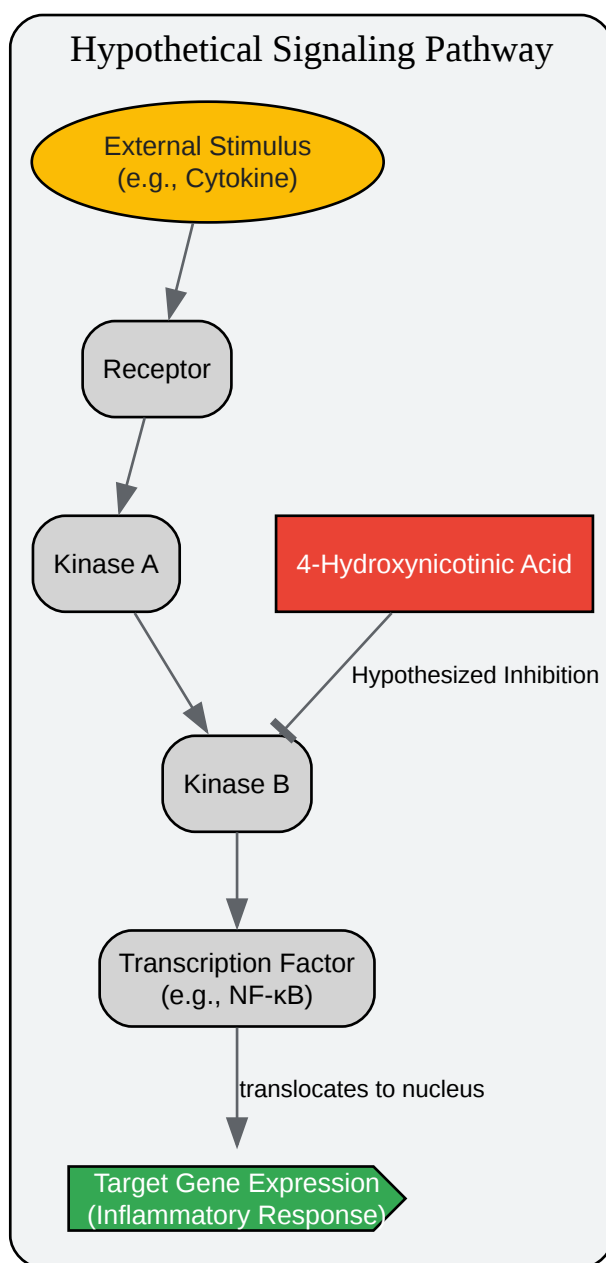 Hypothetical Signaling Pathway
External Stimulus
(e.g., Cytokine)
Receptor
Kinase A
4-Hydroxynicotinic Acid
Hypothesized Inhibition
Kinase B
Transcription Factor
(e.g., NF-κB)
translocates to nucleus
Target Gene Expression
(Inflammatory Response)